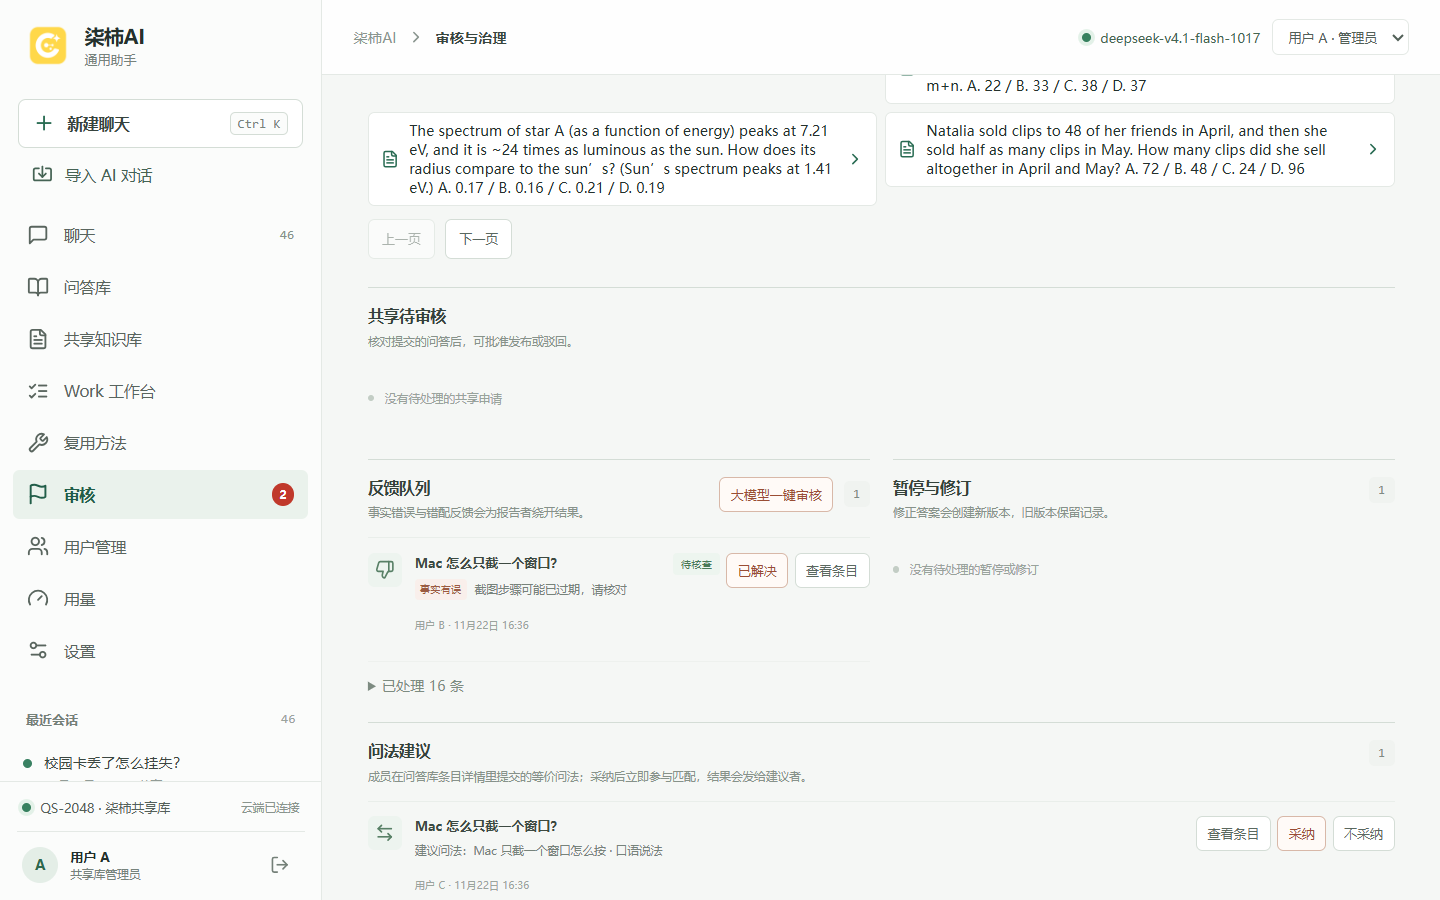 柒柿AI
通用助手
新建聊天
Ctrl K
导入 AI 对话
聊天
46
问答库
共享知识库
Work 工作台
复用方法
审核
2
用户管理
用量
设置
最近会话
46
校园卡丢了怎么挂失?
QS-2048 · 柒柿共享库
云端已连接
A
用户 A
共享库管理员
柒柿AI
审核与治理
deepseek-v4.1-flash-1017
用户 A · 管理员
m+n. A. 22 / B. 33 / C. 38 / D. 37
The spectrum of star A (as a function of energy) peaks at 7.21
eV, and it is ~24 times as luminous as the sun. How does its
radius compare to the sun’s? (Sun’s spectrum peaks at 1.41
eV.) A. 0.17 / B. 0.16 / C. 0.21 / D. 0.19
Natalia sold clips to 48 of her friends in April, and then she
sold half as many clips in May. How many clips did she sell
altogether in April and May? A. 72 / B. 48 / C. 24 / D. 96
上一页
下一页
共享待审核
核对提交的问答后，可批准发布或驳回。
没有待处理的共享申请
反馈队列
事实错误与错配反馈会为报告者绕开结果。
大模型一键审核
1
Mac 怎么只截一个窗口?
待核查
已解决
查看条目
事实有误
截图步骤可能已过期，请核对
用户 B · 11月22日 16:36
已处理 16 条
暂停与修订
1
修正答案会创建新版本，旧版本保留记录。
没有待处理的暂停或修订
问法建议
1
成员在问答库条目详情里提交的等价问法；采纳后立即参与匹配，结果会发给建议者。
Mac 怎么只截一个窗口?
建议问法：Mac 只截一个窗口怎么按 · 口语说法
用户 C · 11月22日 16:36
查看条目
采纳
不采纳